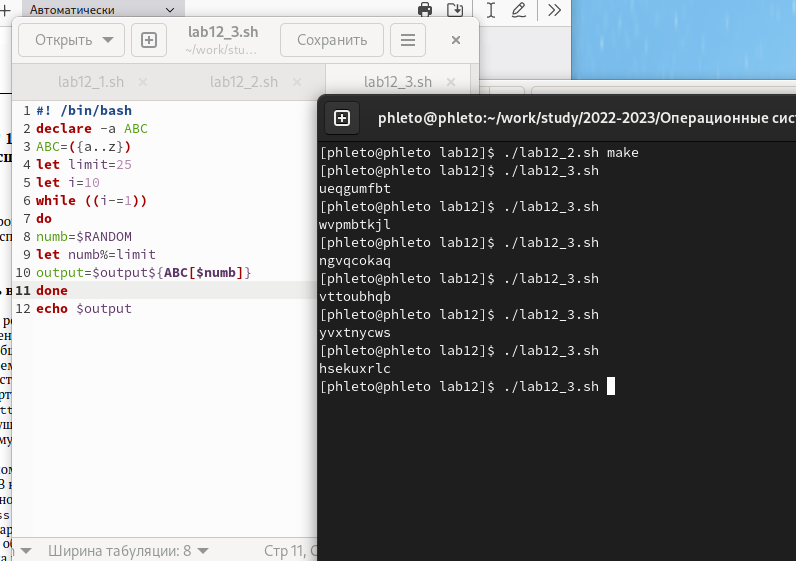 Автоматически
Открыть
lab12_3.sh
~/work/stu…
Сохранить
lab12_1.sh
lab12_2.sh
lab12_3.sh
1 #! /bin/bash
2 declare -a ABC
3 ABC=({a..z})
4 let limit=25
5 let i=10
6 while ((i-=1))
7 do
8 numb=$RANDOM
9 let numb%=limit
10 output=$output${ABC[$numb]}
11 done
12 echo $output
Ширина табуляции: 8
Стр 11,
phleto@phleto:~/work/study/2022-2023/Операционные сис
[phleto@phleto lab12]$ ./lab12_2.sh make
[phleto@phleto lab12]$ ./lab12_3.sh
ueqgumfbt
[phleto@phleto lab12]$ ./lab12_3.sh
wvpmbtkjl
[phleto@phleto lab12]$ ./lab12_3.sh
ngvqcokaq
[phleto@phleto lab12]$ ./lab12_3.sh
vttoubhqb
[phleto@phleto lab12]$ ./lab12_3.sh
yvxtnycws
[phleto@phleto lab12]$ ./lab12_3.sh
hsekuxrlc
[phleto@phleto lab12]$ ./lab12_3.sh